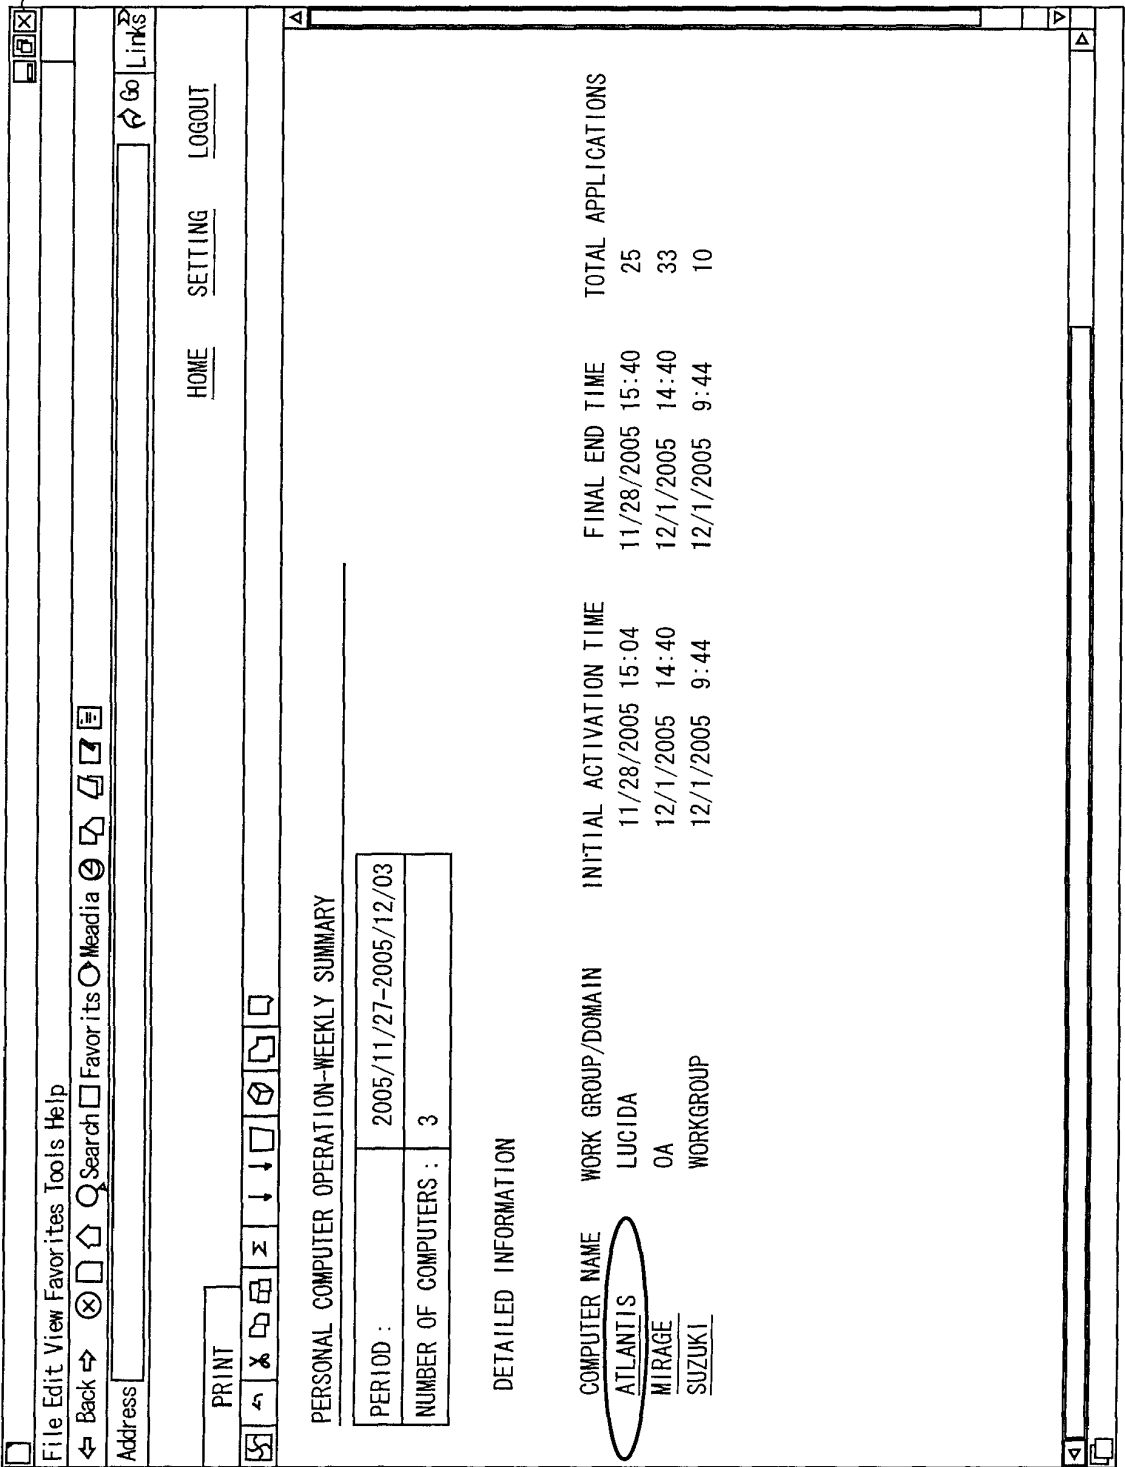 File Edit View Favorites Tools Help
Back Search Favorits Meadia
Address Go Links
HOME SETTING LOGOUT
PRINT
PERSONAL COMPUTER OPERATION-WEEKLY SUMMARY
PERIOD : 2005/11/27-2005/12/03
NUMBER OF COMPUTERS : 3
DETAILED INFORMATION
COMPUTER NAME WORK GROUP/DOMAIN INITIAL ACTIVATION TIME FINAL END TIME TOTAL APPLICATIONS
ATLANTIS LUCIDA 11/28/2005 15:04 11/28/2005 15:40 25
MIRAGE OA 12/1/2005 14:40 12/1/2005 14:40 33
SUZUKI WORKGROUP 12/1/2005 9:44 12/1/2005 9:44 10